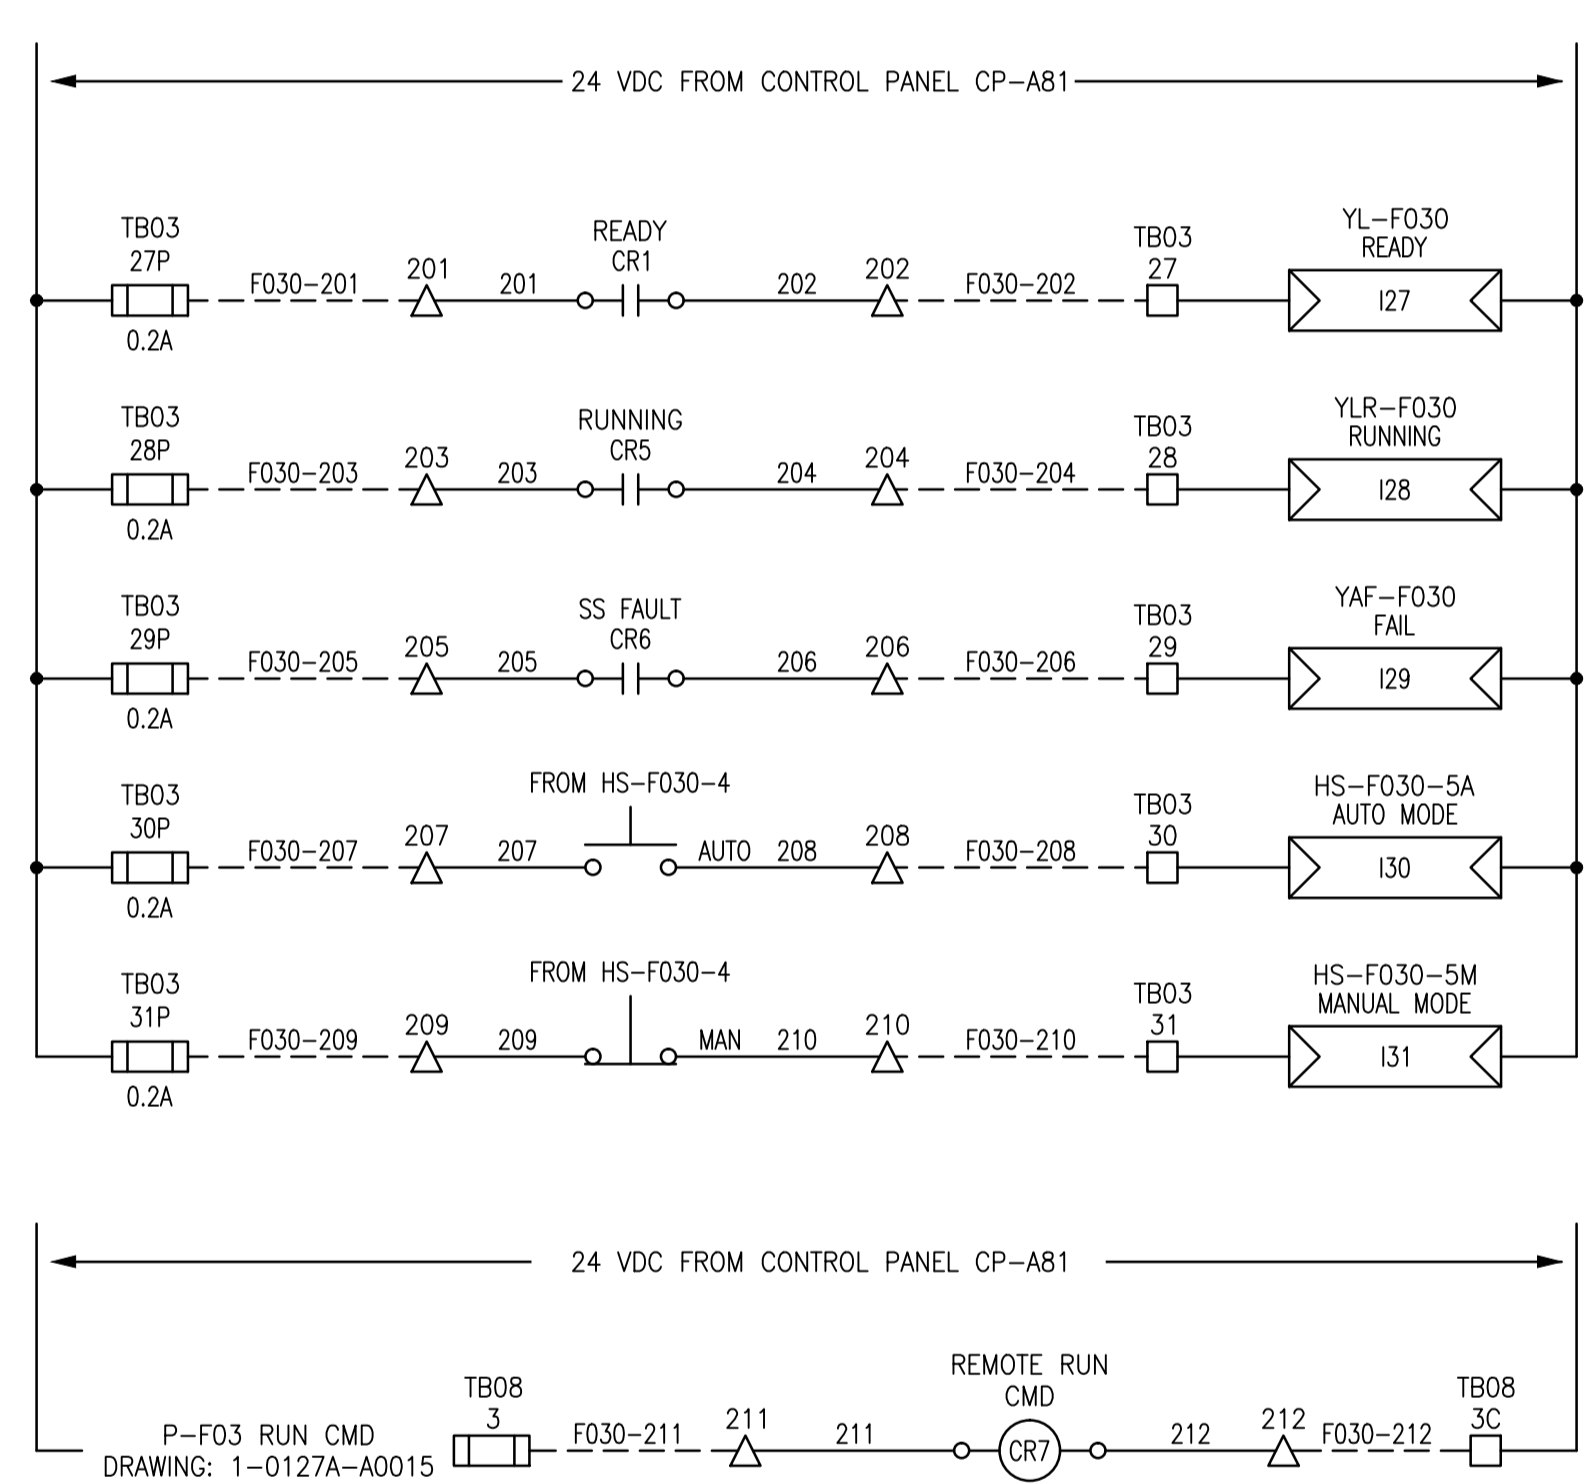 24 VDC FROM CONTROL PANEL CP-A81
TB03
27P
0.2A
F030-201
201
201
READY
CR1
202
202
F030-202
TB03
27
YL-F030
READY
I27
TB03
28P
0.2A
F030-203
203
203
RUNNING
CR5
204
204
F030-204
TB03
28
YLR-F030
RUNNING
I28
TB03
29P
0.2A
F030-205
205
205
SS FAULT
CR6
206
206
F030-206
TB03
29
YAF-F030
FAIL
I29
TB03
30P
0.2A
F030-207
207
207
FROM HS-F030-4
AUTO
208
208
F030-208
TB03
30
HS-F030-5A
AUTO MODE
I30
TB03
31P
0.2A
F030-209
209
209
FROM HS-F030-4
MAN
210
210
F030-210
TB03
31
HS-F030-5M
MANUAL MODE
I31
24 VDC FROM CONTROL PANEL CP-A81
P-F03 RUN CMD
DRAWING: 1-0127A-A0015
TB08
3
F030-211
211
211
REMOTE RUN
CMD
CR7
212
212
F030-212
TB08
3C